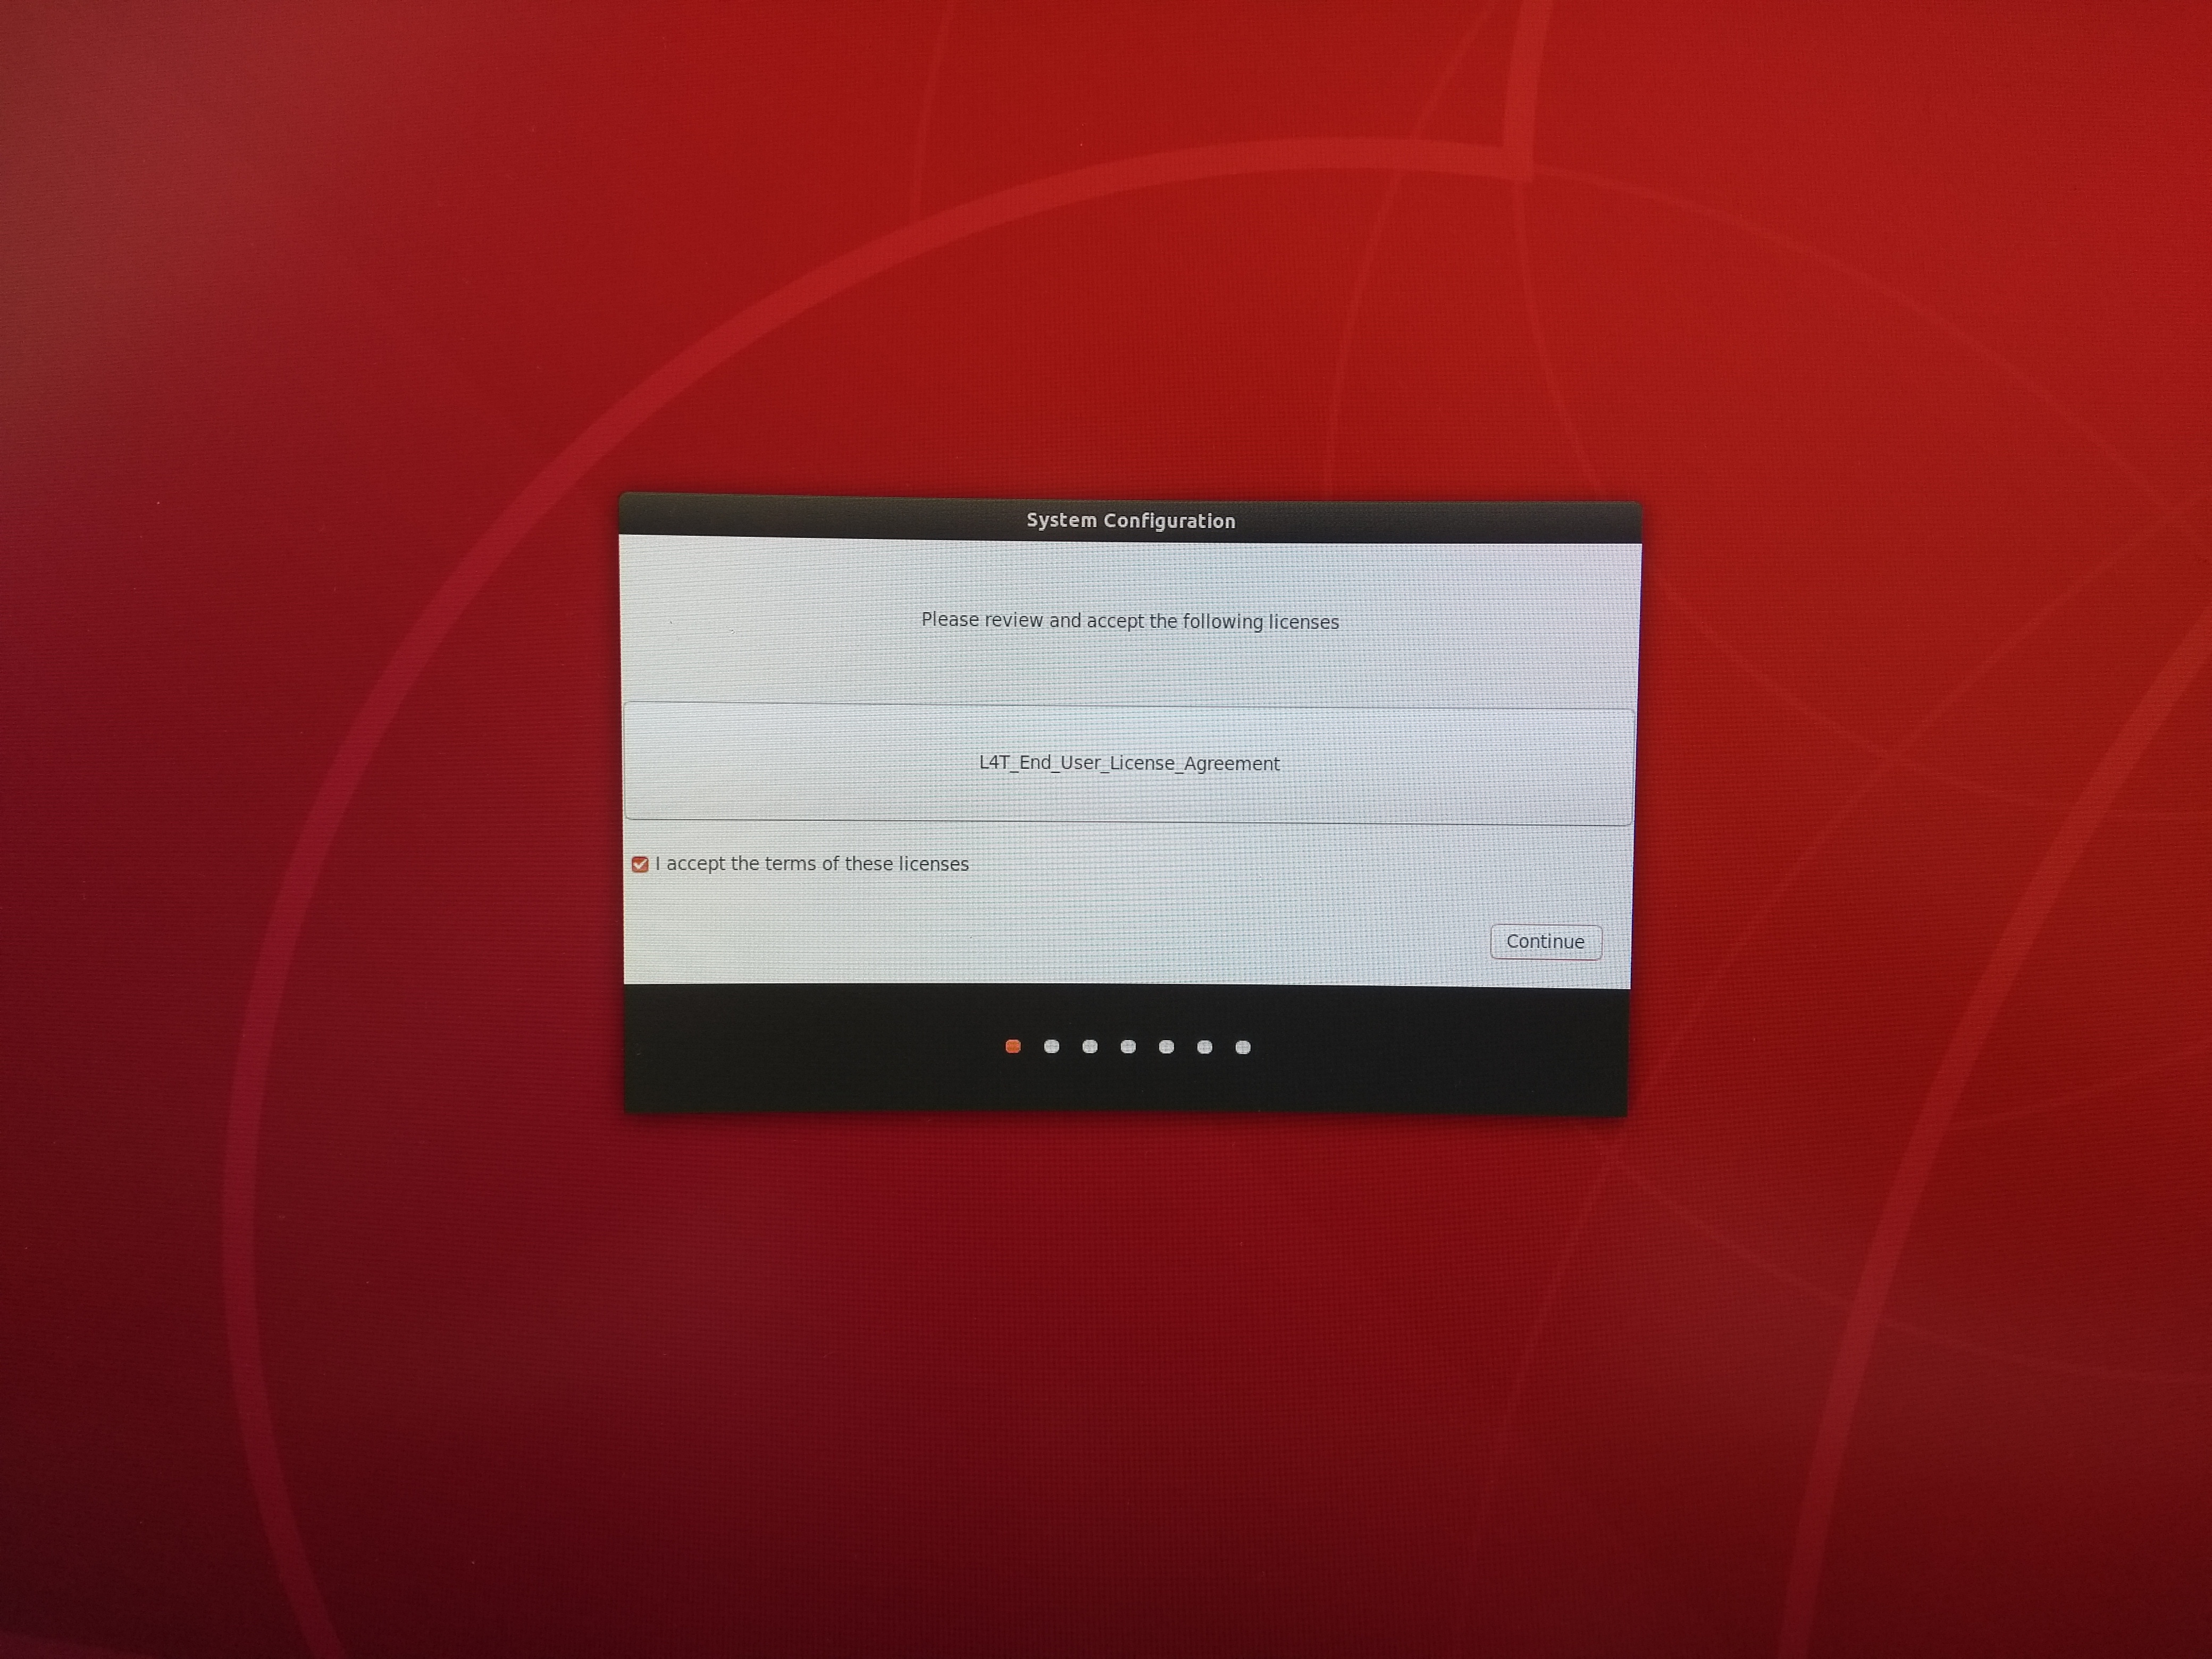 System Configuration
Please review and accept the following licenses
L4T_End_User_License_Agreement
I accept the terms of these licenses
Continue